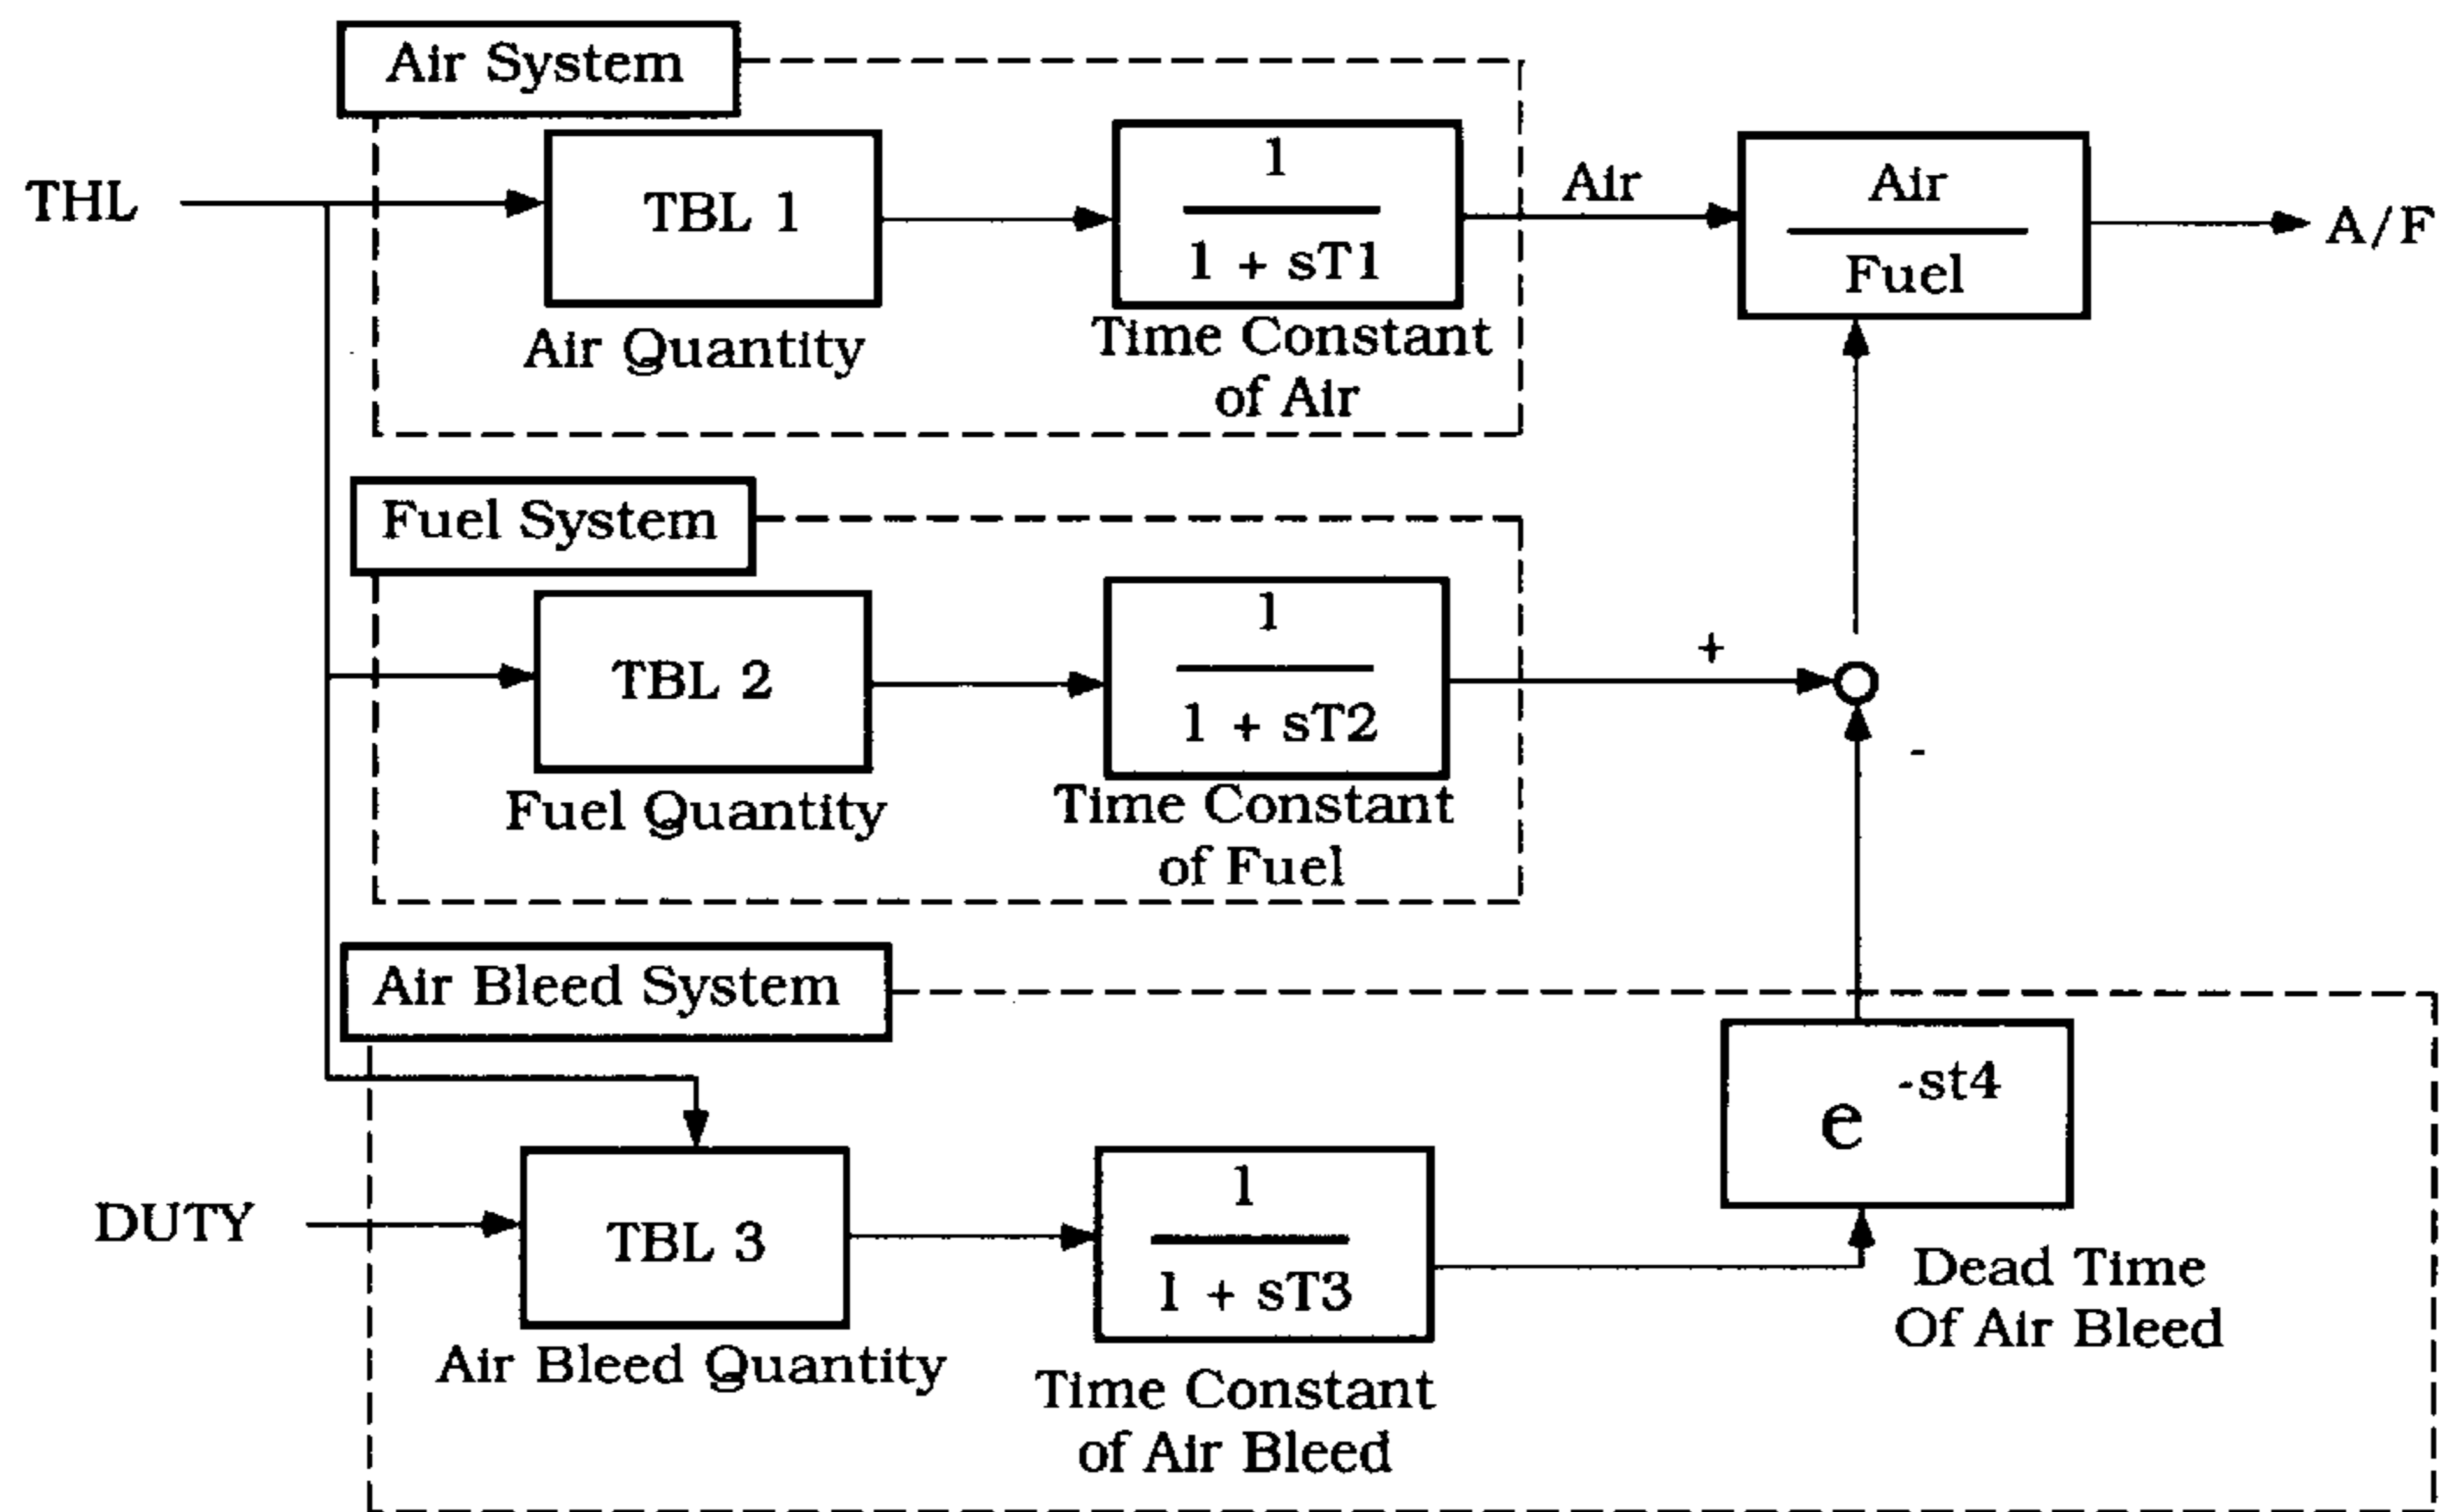 Air System
THL
TBL 1
Air Quantity
1
1 + sT1
Time Constant
of Air
Air
Air
Fuel
A/F
Fuel System
TBL 2
Fuel Quantity
1
1 + sT2
Time Constant
of Fuel
+
-
Air Bleed System
DUTY
TBL 3
Air Bleed Quantity
1
1 + sT3
Time Constant
of Air Bleed
e -st4
Dead Time
Of Air Bleed